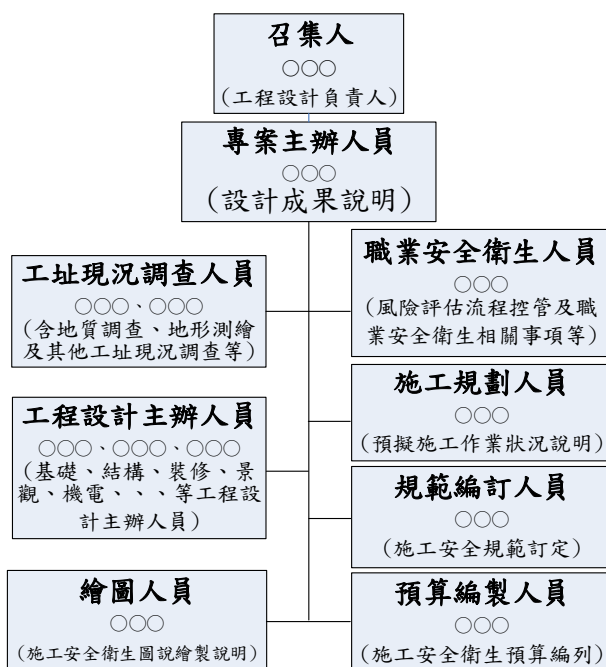 召集人
○○○
(工程設計負責人)
專案主辦人員
○○○
(設計成果說明)
工址現況調查人員
○○○、○○○
(含地質調查、地形測繪
及其他工址現況調查等)
職業安全衛生人員
○○○
(風險評估流程控管及職
業安全衛生相關事項等)
工程設計主辦人員
○○○、○○○、○○○
(基礎、結構、裝修、景
觀、機電、、、等工程設
計主辦人員)
施工規劃人員
○○○
(預擬施工作業狀況說明)
規範編訂人員
○○○
(施工安全規範訂定)
繪圖人員
○○○
(施工安全衛生圖說繪製說明)
預算編製人員
○○○
(施工安全衛生預算編列)